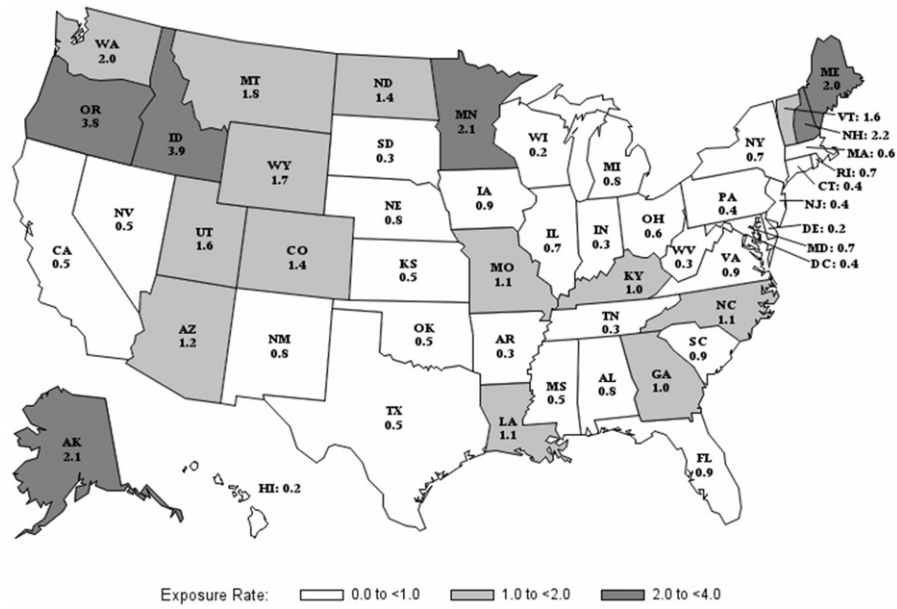 WA
2.0
MT
1.8
ND
1.4
MN
2.1
ME
2.0
VT: 1.6
NH: 2.2
MA: 0.6
RI: 0.7
CT: 0.4
NJ: 0.4
DE: 0.2
MD: 0.7
DC: 0.4
OR
3.8
ID
3.9
WY
1.7
SD
0.3
WI
0.2
MI
0.8
NY
0.7
PA
0.4
NV
0.5
UT
1.6
CO
1.4
NE
0.8
IA
0.9
IL
0.7
IN
0.3
OH
0.6
WV
0.3
VA
0.9
CA
0.5
KS
0.5
MO
1.1
KY
1.0
NC
1.1
AZ
1.2
NM
0.8
OK
0.5
AR
0.3
TN
0.3
SC
0.9
TX
0.5
LA
1.1
MS
0.5
AL
0.8
GA
1.0
FL
0.9
AK
2.1
HI: 0.2
Exposure Rate: 0.0 to <1.0 1.0 to <2.0 2.0 to <4.0